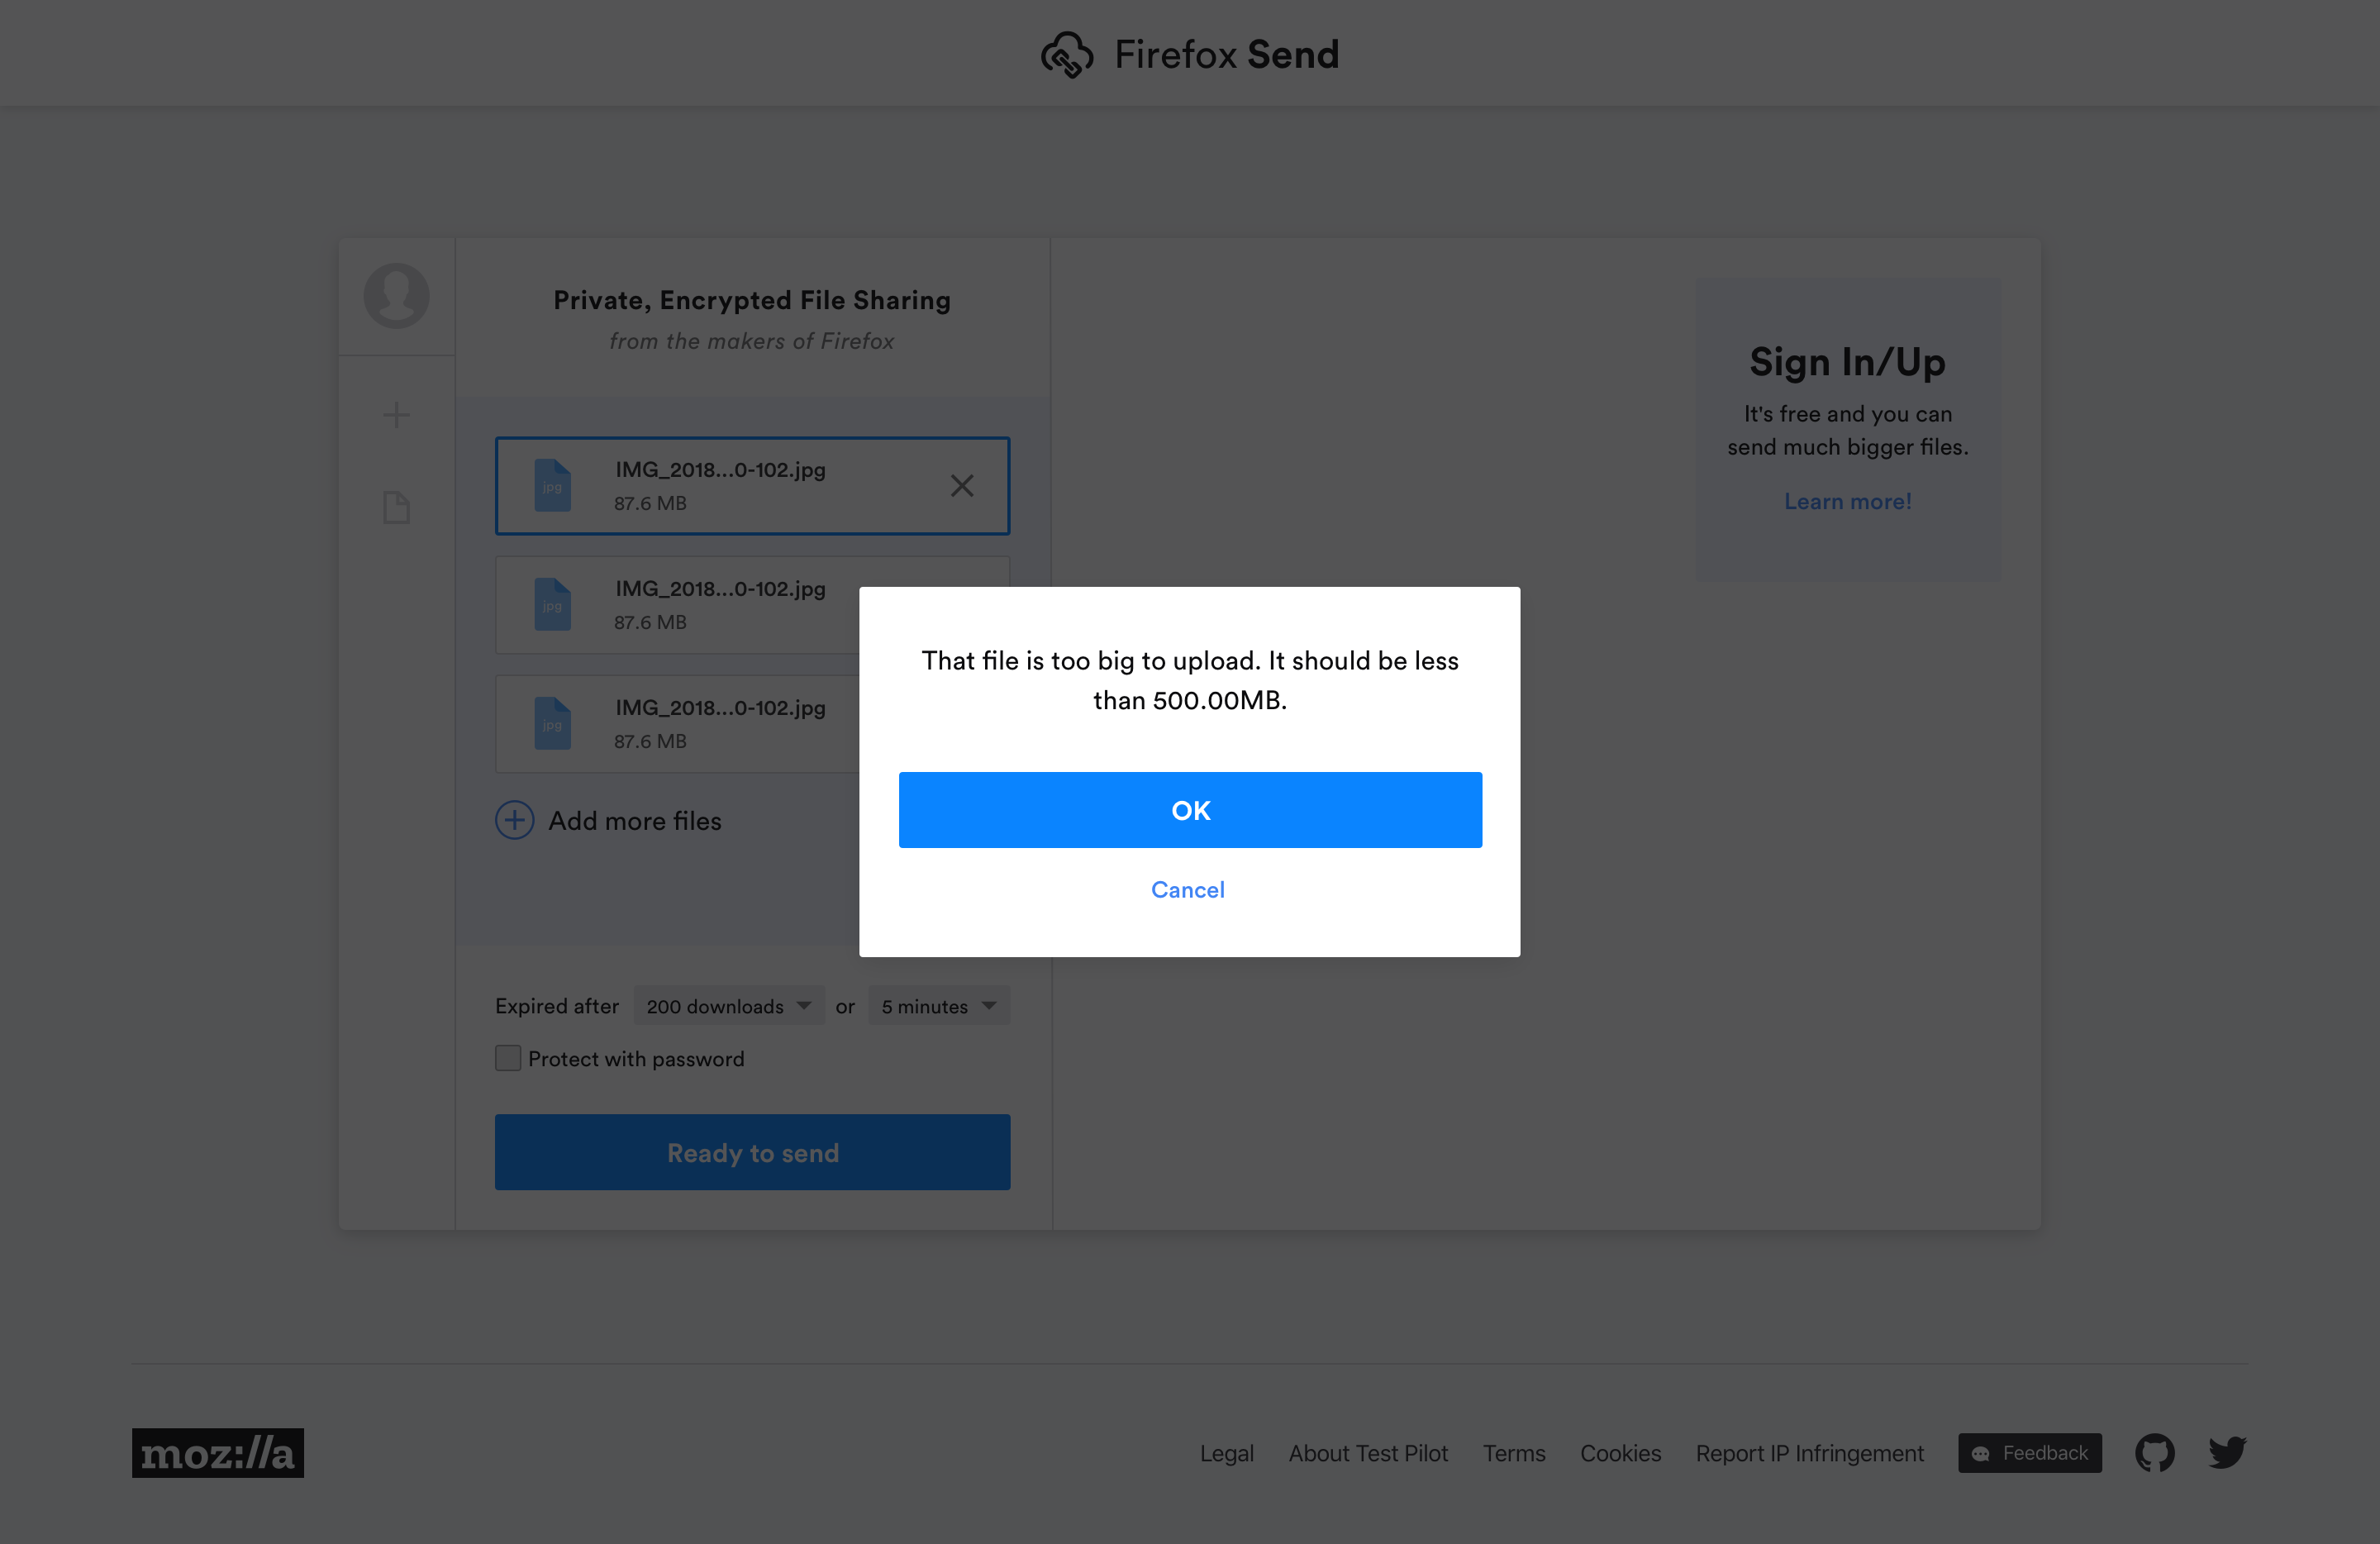 Firefox Send
Private, Encrypted File Sharing
from the makers of Firefox
jpg
IMG_2018...0-102.jpg
87.6 MB
jpg
IMG_2018...0-102.jpg
87.6 MB
jpg
IMG_2018...0-102.jpg
87.6 MB
Add more files
Expired after 200 downloads or 5 minutes
Protect with password
Ready to send
Sign In/Up
It's free and you can
send much bigger files.
Learn more!
That file is too big to upload. It should be less
than 500.00MB.
OK
Cancel
moz://a
Legal About Test Pilot Terms Cookies Report IP Infringement Feedback